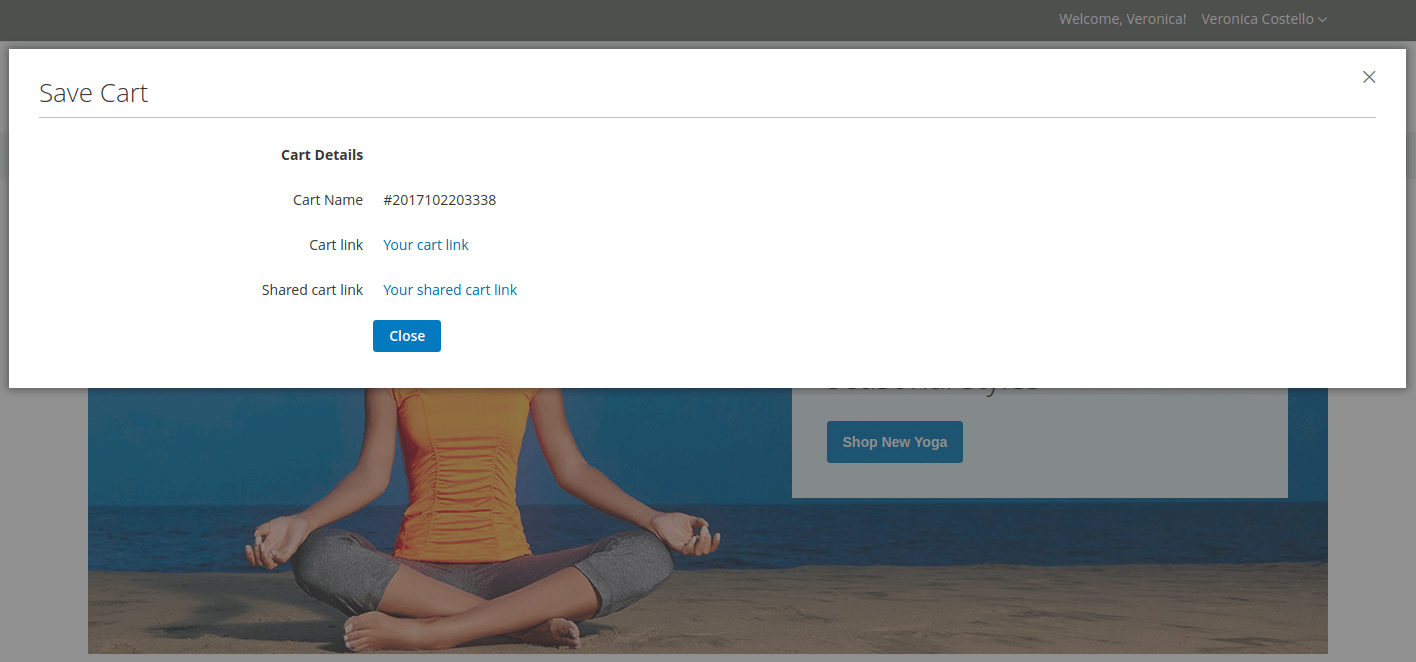 Welcome, Veronica! Veronica Costello
Save Cart
Cart Details
Cart Name #2017102203338
Cart link Your cart link
Shared cart link Your shared cart link
Close
Shop New Yoga